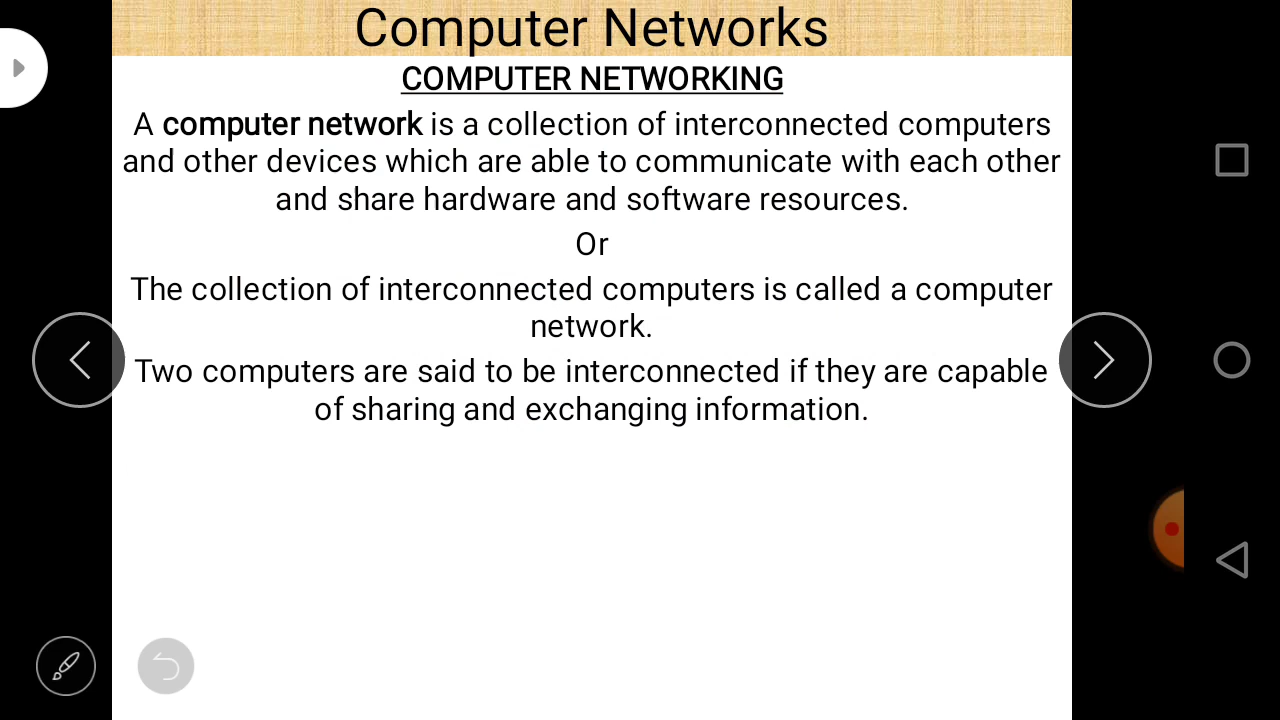 Computer Networks
COMPUTER NETWORKING
A computer network is a collection of interconnected computers
and other devices which are able to communicate with each other
and share hardware and software resources.
Or
The collection of interconnected computers is called a computer
network.
Two computers are said to be interconnected if they are capable
of sharing and exchanging information.